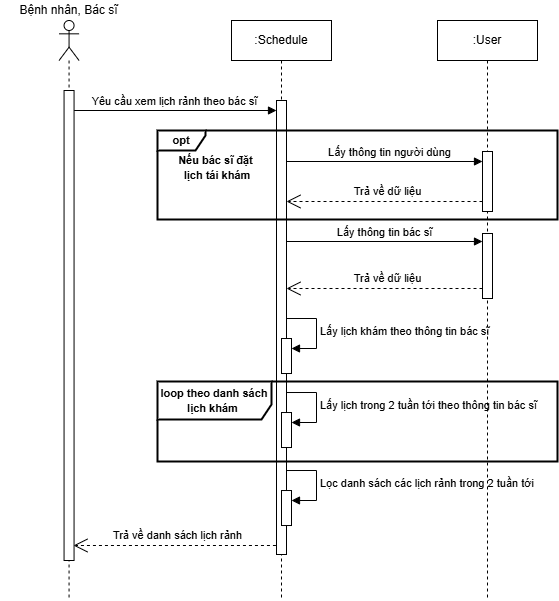 Bệnh nhân, Bác sĩ
:Schedule
:User
Yêu cầu xem lịch rảnh theo bác sĩ
opt
Nếu bác sĩ đặt
lịch tái khám
Lấy thông tin người dùng
Trả về dữ liệu
Lấy thông tin bác sĩ
Trả về dữ liệu
Lấy lịch khám theo thông tin bác sĩ
loop theo danh sách
lịch khám
Lấy lịch trong 2 tuần tới theo thông tin bác sĩ
Lọc danh sách các lịch rảnh trong 2 tuần tới
Trả về danh sách lịch rảnh